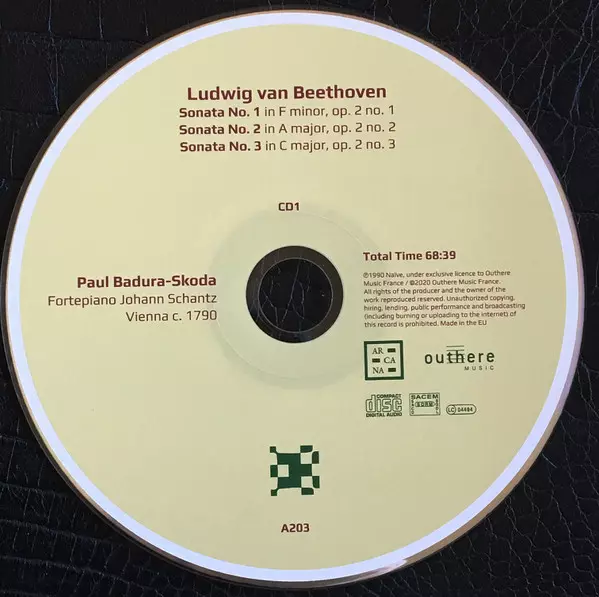 Ludwig van Beethoven
Sonata No. 1 in F minor, op. 2 no. 1
Sonata No. 2 in A major, op. 2 no. 2
Sonata No. 3 in C major, op. 2 no. 3
CD1
Paul Badura-Skoda
Fortepiano Johann Schantz
Vienna c. 1790
Total Time 68:39
℗1990 Naïve, under exclusive licence to Outhere
Music France / ©2020 Outhere Music France.
All rights of the producer and the owner of the
work reproduced reserved. Unauthorized copying,
hiring, lending, public performance and broadcasting
(including burning or uploading to the internet) of
this record is prohibited. Made in the EU
AR
CA
NA
outhere
MUSIC
COMPACT
disc
DIGITAL AUDIO
SACEM
SDRM
LC 04494
A203